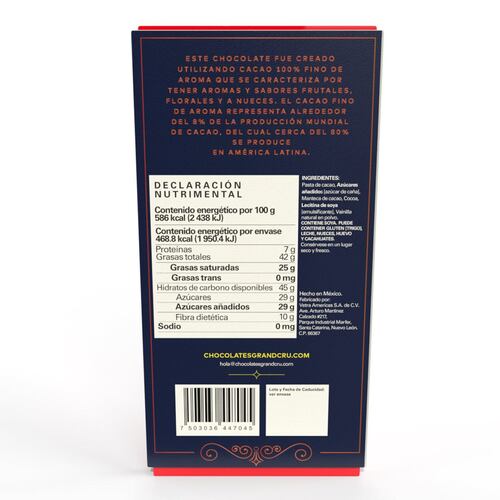 ESTE CHOCOLATE FUE CREADO
UTILIZANDO CACAO 100% FINO DE
AROMA QUE SE CARACTERIZA POR
TENER AROMAS Y SABORES FRUTALES,
FLORALES Y A NUECES. EL CACAO FINO
DE AROMA REPRESENTA ALREDEDOR
DEL 8% DE LA PRODUCCIÓN MUNDIAL
DE CACAO, DEL CUAL CERCA DEL 80%
SE PRODUCE
EN AMÉRICA LATINA.
DECLARACIÓN
NUTRIMENTAL
Contenido energético por 100 g
586 kcal (2 438 kJ)
Contenido energético por envase
468.8 kcal (1 950.4 kJ)
Proteínas 7 g
Grasas totales 42 g
Grasas saturadas 25 g
Grasas trans 0 mg
Hidratos de carbono disponibles 45 g
Azúcares 29 g
Azúcares añadidos 29 g
Fibra dietética 10 g
Sodio 0 mg
INGREDIENTES:
Pasta de cacao, Azúcares
añadidos (azúcar de caña),
Manteca de cacao, Cocoa,
Lecitina de soya
(emulsificante), Vainilla
natural en polvo.
CONTIENE SOYA. PUEDE
CONTENER GLUTEN (TRIGO),
LECHE, NUECES, HUEVO
Y CACAHUATES.
Consérvese en un lugar
seco y fresco.
Hecho en México.
Fabricado por:
Vetra Americas S.A. de C.V.
Ave. Arturo Martínez
Calzado #217,
Parque Industrial Martex,
Santa Catarina, Nuevo León.
C.P. 66367
CHOCOLATESGRANDCRU.COM
hola@chocolatesgrandcru.com
Lote y Fecha de Caducidad:
ver envase
7 503036 447045